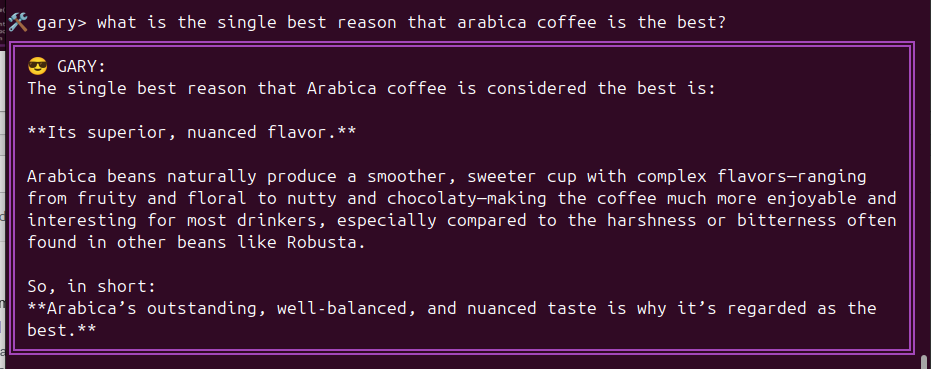 🛠 gary> what is the single best reason that arabica coffee is the best?
😎 GARY:
The single best reason that Arabica coffee is considered the best is:
**Its superior, nuanced flavor.**
Arabica beans naturally produce a smoother, sweeter cup with complex flavors—ranging
from fruity and floral to nutty and chocolaty—making the coffee much more enjoyable and
interesting for most drinkers, especially compared to the harshness or bitterness often
found in other beans like Robusta.
So, in short:
**Arabica’s outstanding, well-balanced, and nuanced taste is why it’s regarded as the
best.**